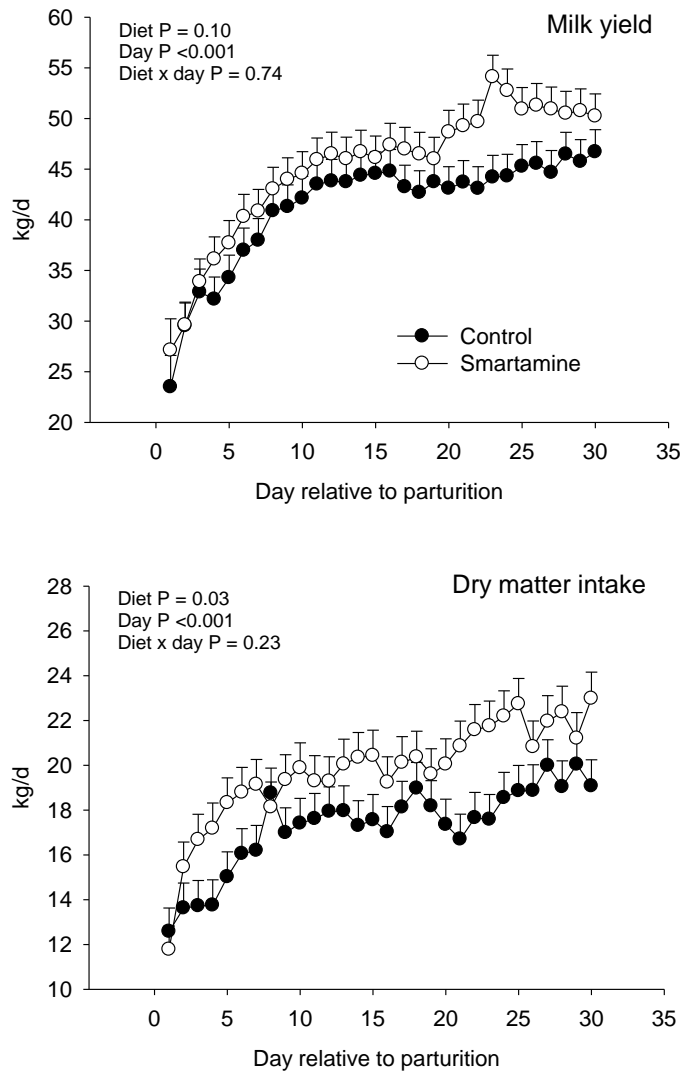 Milk yield
Diet P = 0.10
Day P <0.001
Diet x day P = 0.74
60
55
50
45
40
35
30
25
20
kg/d
Control
Smartamine
0 5 10 15 20 25 30 35
Day relative to parturition
Dry matter intake
Diet P = 0.03
Day P <0.001
Diet x day P = 0.23
28
26
24
22
20
18
16
14
12
10
kg/d
0 5 10 15 20 25 30 35
Day relative to parturition